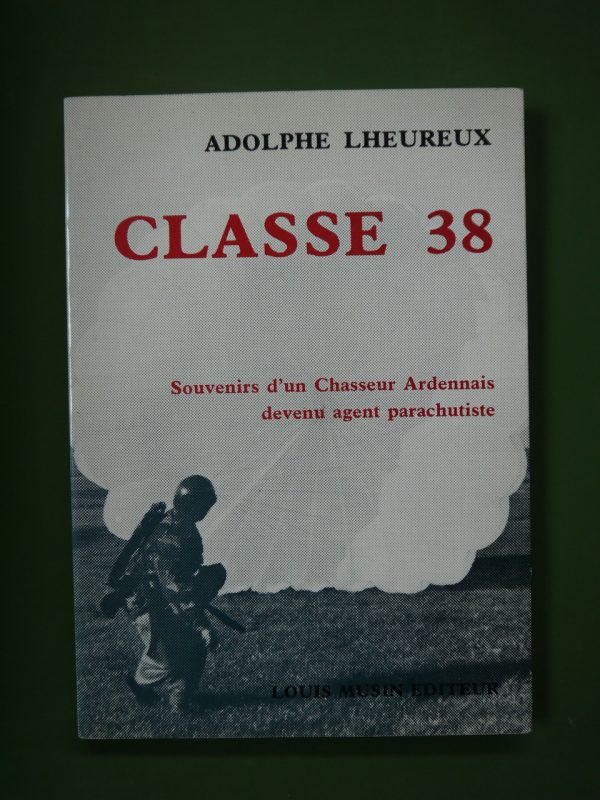 ADOLPHE LHEUREUX
CLASSE 38
Souvenirs d'un Chasseur Ardennais
devenu agent parachutiste
LOUIS MUSIN EDITEUR